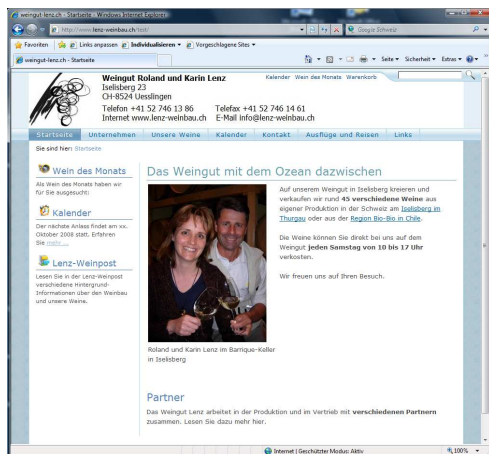 weingut-lenz.ch - Startseite - Windows Internet Explorer
http://www.lenz-weinbau.ch/test/
Google Schweiz
Favoriten Links anpassen Individualisieren Vorgeschlagene Sites
weingut-lenz.ch - Startseite
Seite Sicherheit Extras
Weingut Roland und Karin Lenz
Kalender Wein des Monats Warenkorb
Iselisberg 23
CH-8524 Uesslingen
Telefon +41 52 746 13 86 Telefax +41 52 746 14 61
Internet www.lenz-weinbau.ch E-Mail info@lenz-weinbau.ch
Startseite Unternehmen Unsere Weine Kalender Kontakt Ausflüge und Reisen Links
Sie sind hier: Startseite
Wein des Monats
Als Wein des Monats haben wir
für Sie ausgesucht:
Kalender
Der nächste Anlass findet am xx.
Oktober 2008 statt. Erfahren
Sie mehr ...
Lenz-Weinpost
Lesen Sie in der Lenz-Weinpost
verschiedene Hintergrund-
Informationen über den Weinbau
und unsere Weine.
Das Weingut mit dem Ozean dazwischen
Auf unserem Weingut in Iselisberg kreieren und
verkaufen wir rund 45 verschiedene Weine aus
eigener Produktion in der Schweiz am Iselisberg im
Thurgau oder aus der Region Bio-Bio in Chile.
Die Weine können Sie direkt bei uns auf dem
Weingut jeden Samstag von 10 bis 17 Uhr
verkosten.
Wir freuen uns auf Ihren Besuch.
Roland und Karin Lenz im Barrique-Keller
in Iselisberg
Partner
Das Weingut Lenz arbeitet in der Produktion und im Vertrieb mit verschiedenen Partnern
zusammen. Lesen Sie dazu mehr hier.
Internet | Geschützter Modus: Aktiv
100%